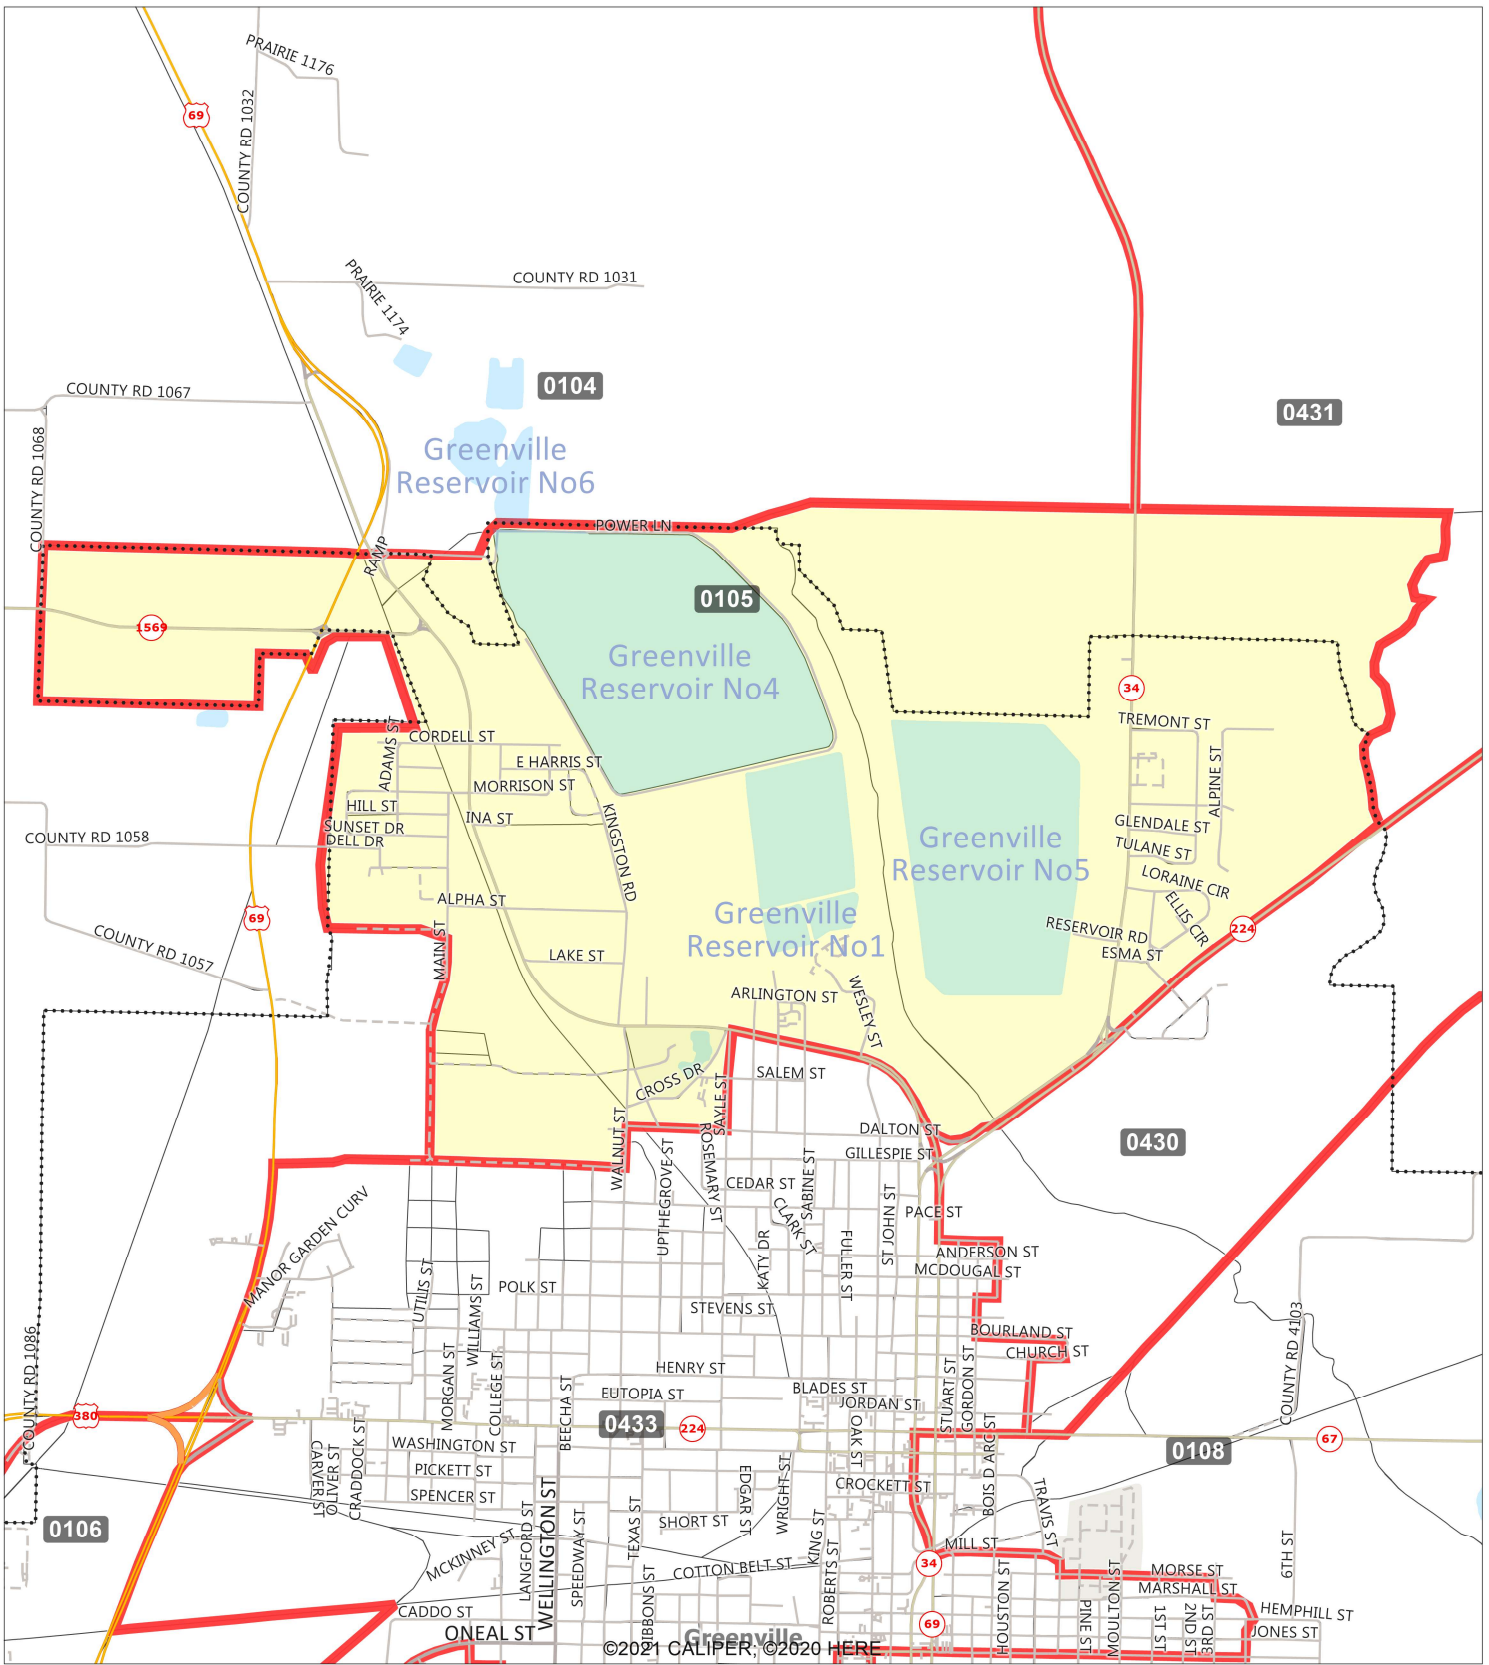 PRAIRIE 1176
69
COUNTY RD 1032
PRAIRIE 1174
COUNTY RD 1031
0104
0431
COUNTY RD 1067
COUNTY RD 1068
Greenville
Reservoir No6
POWER LN
RAMP
0105
1569
Greenville
Reservoir No4
34
TREMONT ST
ADAMS ST
CORDELL ST
E HARRIS ST
MORRISON ST
ALPINE ST
HILL ST
INA ST
KINGSTON RD
SUNSET DR
DELL DR
COUNTY RD 1058
GLENDALE ST
Greenville
Reservoir No5
TULANE ST
LORAINE CIR
ELLIS CIR
ALPHA ST
69
Greenville
Reservoir No1
RESERVOIR RD
224
COUNTY RD 1057
MAIN ST
LAKE ST
ESMA ST
ARLINGTON ST
WESLEY ST
CROSS DR
SALEM ST
SAYLE ST
WALNUT ST
DALTON ST
0430
UPTHEGROVE ST
ROSEMARY ST
GILLESPIE ST
CEDAR ST
SABINE ST
CLARK ST
ST JOHN ST
PACE ST
MANOR GARDEN CURV
KATY DR
FULLER ST
ANDERSON ST
MCDOUGAL ST
UTILIS ST
WILLIAMS ST
POLK ST
STEVENS ST
BOURLAND ST
CHURCH ST
COUNTY RD 4103
COUNTY RD 1086
MORGAN ST
COLLEGE ST
HENRY ST
EUTOPIA ST
BLADES ST
JORDAN ST
STUART ST
GORDON ST
380
BEECHA ST
0433
224
OAK ST
BOIS D ARC ST
67
0108
CARVER ST
OLIVER ST
CRADDOCK ST
WASHINGTON ST
PICKETT ST
SPENCER ST
EDGAR ST
WRIGHT ST
CROCKETT ST
TRAVIS ST
0106
LANGFORD ST
WELLINGTON ST
SPEEDWAY ST
TEXAS ST
SHORT ST
KING ST
MILL ST
34
6TH ST
MCKINNEY ST
COTTON BELT ST
ROBERTS ST
HOUSTON ST
MOULTON ST
MORSE ST
MARSHALL ST
CADDO ST
IBBONS ST
69
PINE ST
1ST ST
2ND ST
3RD ST
HEMPHILL ST
JONES ST
ONEAL ST
Greenville
©2021 CALIPER; ©2020 HERE